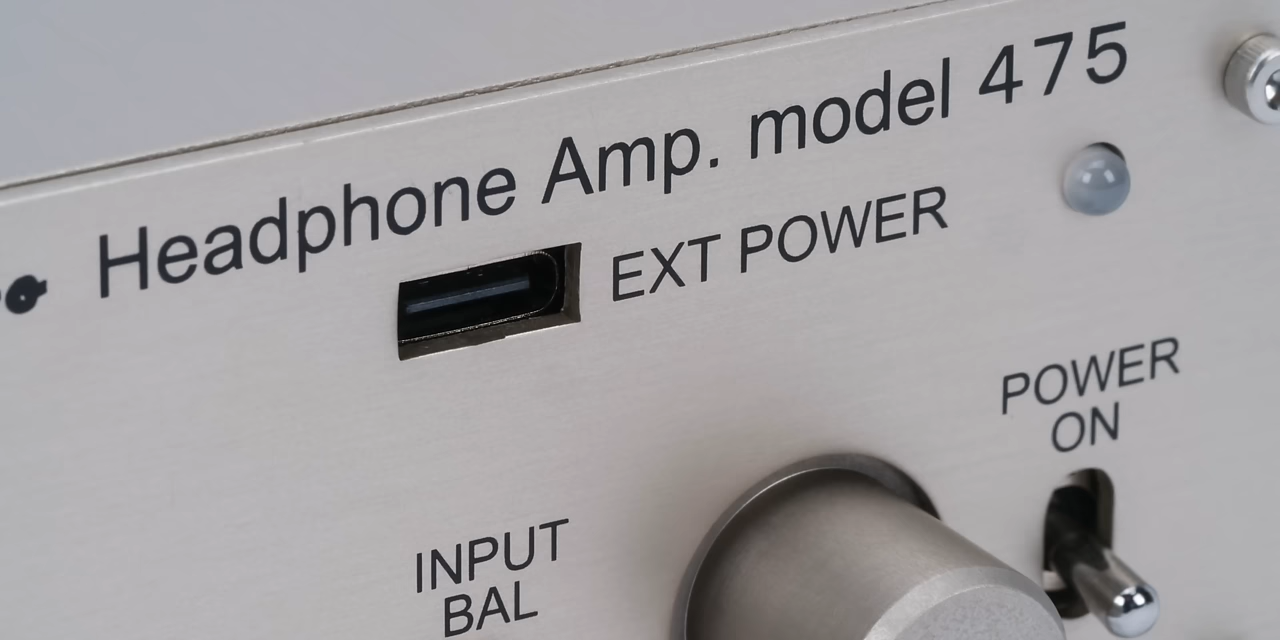 Headphone Amp. model 475
EXT POWER
POWER
ON
INPUT
BAL